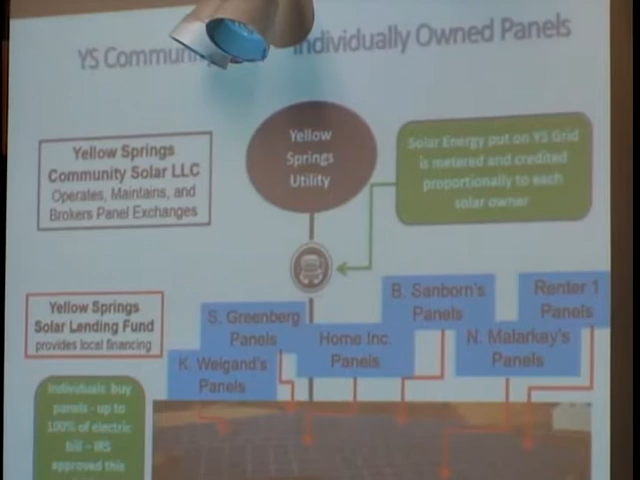 YS Commun
Individually Owned Panels
Yellow Springs
Community Solar LLC
Operates, Maintains, and
Brokers Panel Exchanges
Yellow
Springs
Utility
Solar Energy put on YS Grid
is metered and credited
proportionally to each
solar owner
Yellow Springs
Solar Lending Fund
provides local financing
S. Greenberg
Panels
K. Weigand's
Panels
Home Inc.
Panels
B. Sanborn's
Panels
N. Malarkey's
Panels
Renter 1
Panels
Individuals buy
panels - up to
100% of electric
bill - IRS
approved this